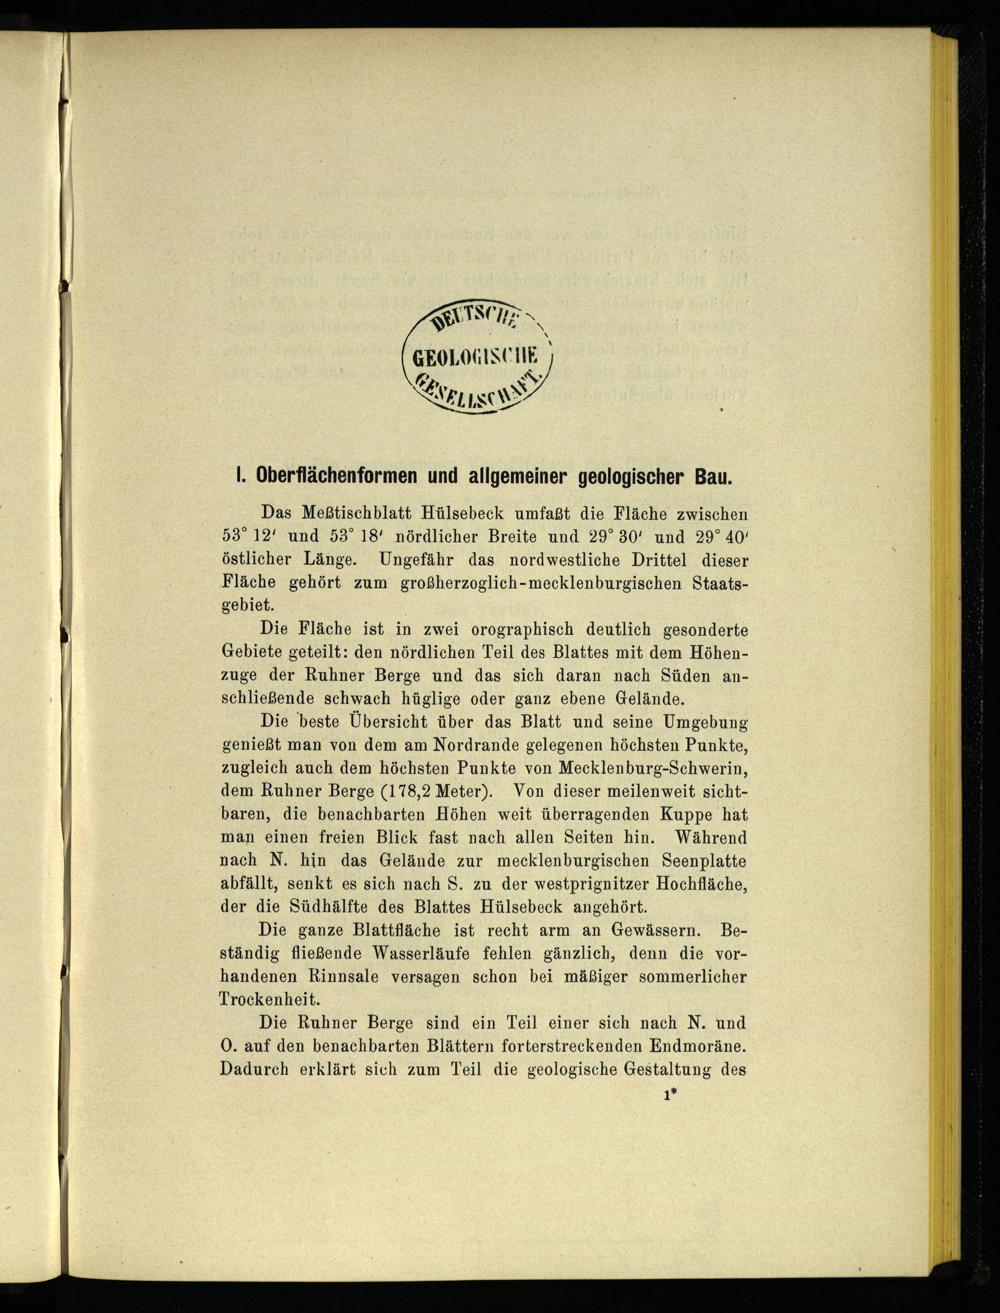 DEUTSCHE
GEOLOGISCHE
GESELLSCHAFT.
I. Oberflächenformen und allgemeiner geologischer Bau.
Das Meßtischblatt Hülsebeck umfaßt die Fläche zwischen
53° 12′ und 53° 18′ nördlicher Breite und 29° 30′ und 29° 40′
östlicher Länge. Ungefähr das nordwestliche Drittel dieser
Fläche gehört zum großherzoglich-mecklenburgischen Staats-
gebiet.
Die Fläche ist in zwei orographisch deutlich gesonderte
Gebiete geteilt: den nördlichen Teil des Blattes mit dem Höhen-
zuge der Ruhner Berge und das sich daran nach Süden an-
schließende schwach hüglige oder ganz ebene Gelände.
Die beste Übersicht über das Blatt und seine Umgebung
genießt man von dem am Nordrande gelegenen höchsten Punkte,
zugleich auch dem höchsten Punkte von Mecklenburg-Schwerin,
dem Ruhner Berge (178,2 Meter). Von dieser meilenweit sicht-
baren, die benachbarten Höhen weit überragenden Kuppe hat
man einen freien Blick fast nach allen Seiten hin. Während
nach N. hin das Gelände zur mecklenburgischen Seenplatte
abfällt, senkt es sich nach S. zu der westprignitzer Hochfläche,
der die Südhälfte des Blattes Hülsebeck angehört.
Die ganze Blattfläche ist recht arm an Gewässern. Be-
ständig fließende Wasserläufe fehlen gänzlich, denn die vor-
handenen Rinnsale versagen schon bei mäßiger sommerlicher
Trockenheit.
Die Ruhner Berge sind ein Teil einer sich nach N. und
O. auf den benachbarten Blättern forterstreckenden Endmoräne.
Dadurch erklärt sich zum Teil die geologische Gestaltung des
1*